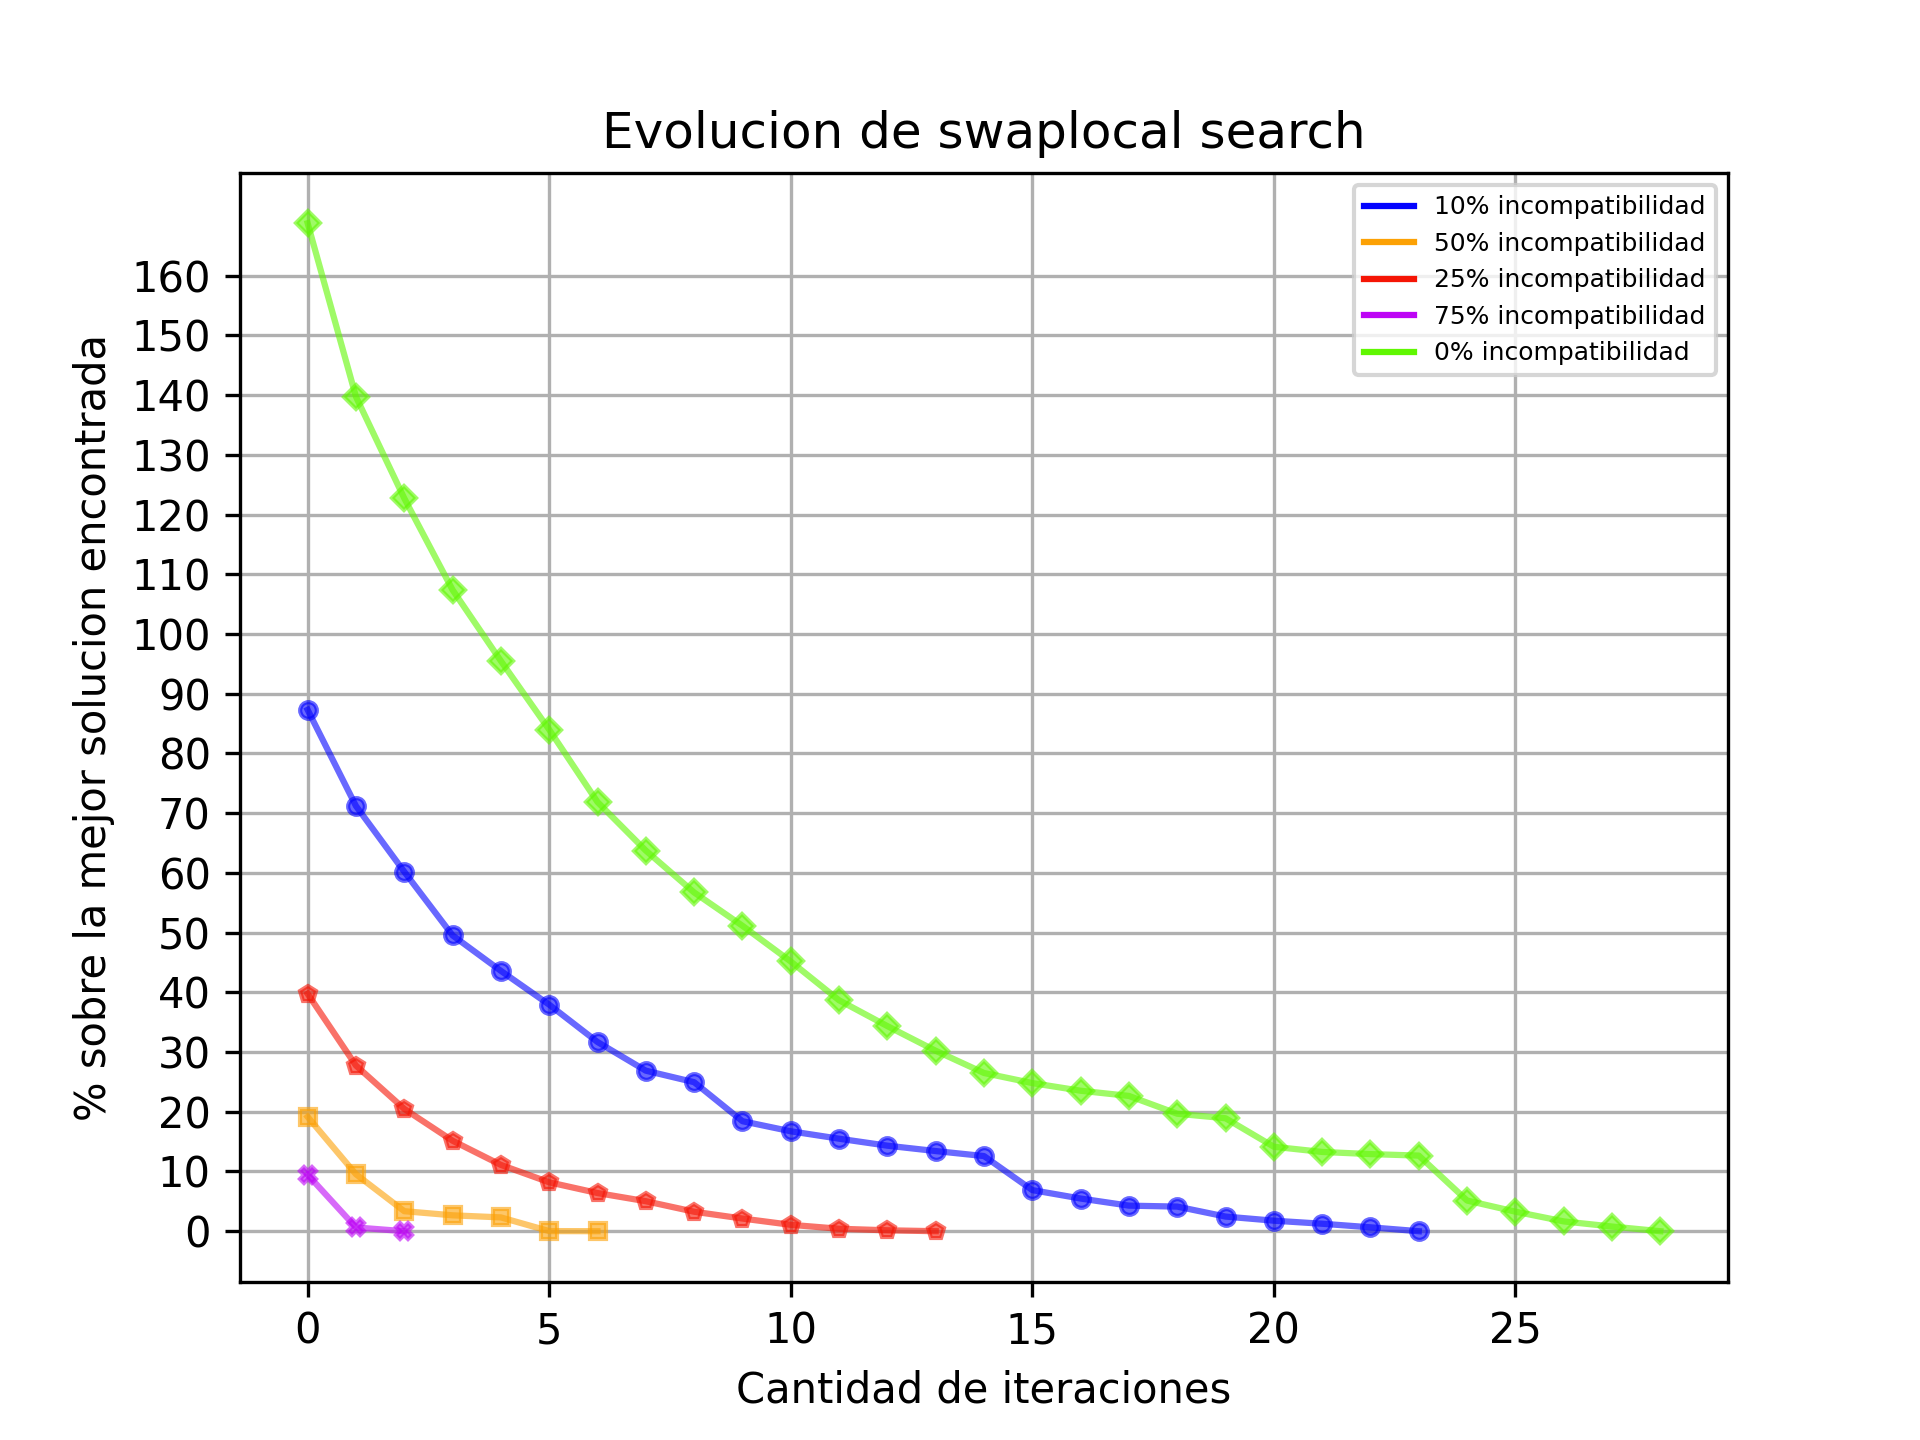 Evolucion de swaplocal search
10% incompatibilidad
50% incompatibilidad
25% incompatibilidad
75% incompatibilidad
0% incompatibilidad
% sobre la mejor solucion encontrada
160
150
140
130
120
110
100
90
80
70
60
50
40
30
20
10
0
0 5 10 15 20 25
Cantidad de iteraciones